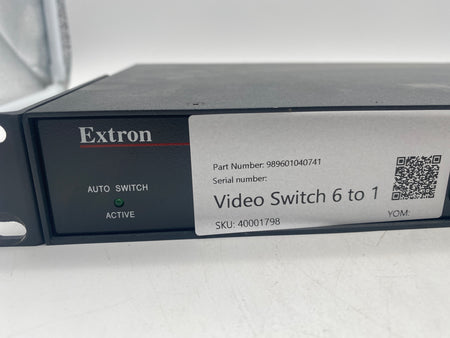 Extron
AUTO SWITCH
ACTIVE
Part Number: 989601040741
Serial number:
Video Switch 6 to 1
SKU: 40001798
YOM: